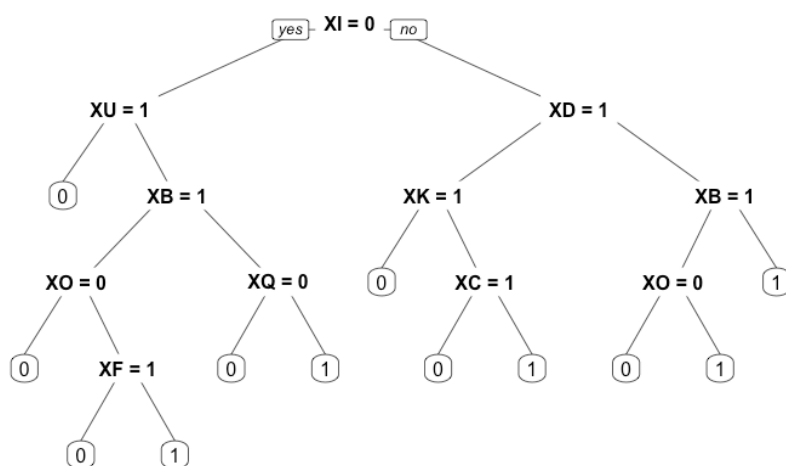 yes XI = 0 no
XU = 1 XD = 1
0 XB = 1 XK = 1 XB = 1
XO = 0 XQ = 0 0 XC = 1 XO = 0 1
0 XF = 1 0 1 0 1 0 1
0 1